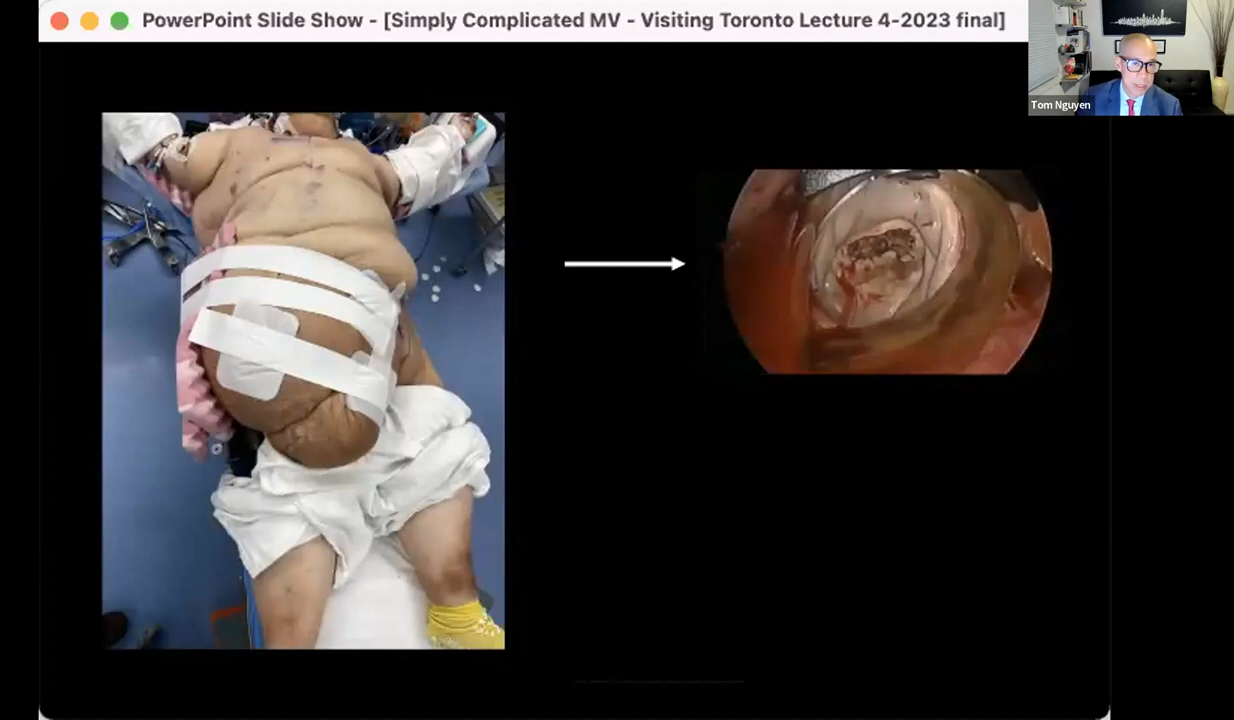 PowerPoint Slide Show - [Simply Complicated MV - Visiting Toronto Lecture 4-2023 final]
Tom Nguyen